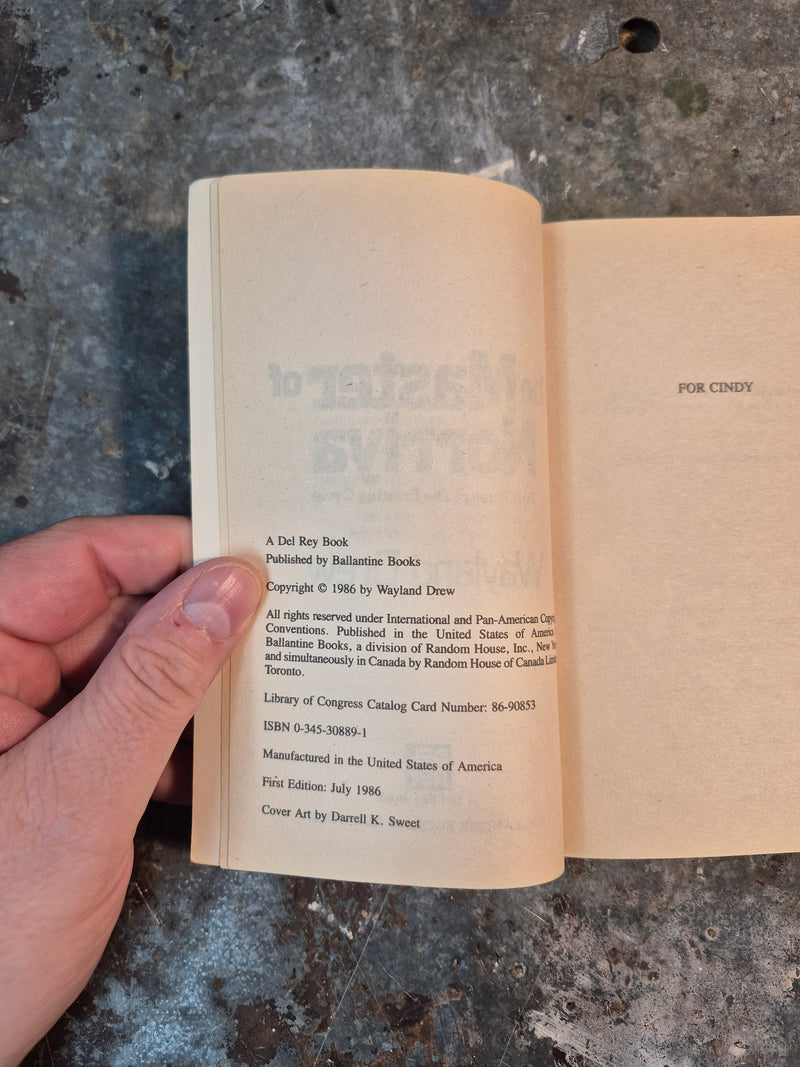 A Del Rey Book
Published by Ballantine Books
Copyright © 1986 by Wayland Drew
All rights reserved under International and Pan-American
Conventions. Published in the United States of America
Ballantine Books, a division of Random House, Inc., New
and simultaneously in Canada by Random House of Canada
Toronto.
Library of Congress Catalog Card Number: 86-90853
ISBN 0-345-30889-1
Manufactured in the United States of America
First Edition: July 1986
Cover Art by Darrell K. Sweet
FOR CINDY